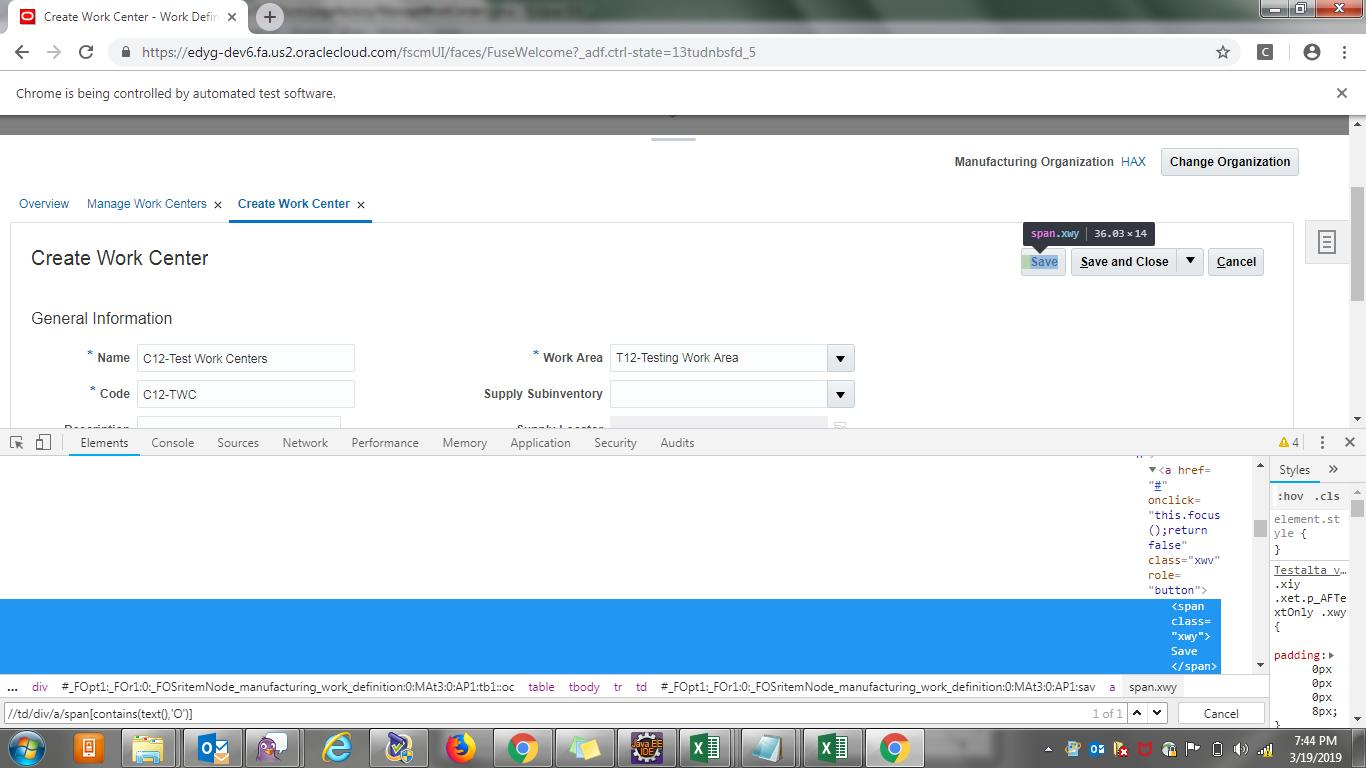 Create Work Center - Work Defin
https://edyg-dev6.fa.us2.oraclecloud.com/fscmUI/faces/FuseWelcome?_adf.ctrl-state=13tudnbsfd_5
C
Chrome is being controlled by automated test software.
Manufacturing Organization HAX Change Organization
Overview Manage Work Centers Create Work Center
span.xwy 36.03 × 14
Create Work Center
Save Save and Close Cancel
General Information
* Name C12-Test Work Centers * Work Area T12-Testing Work Area
* Code C12-TWC Supply Subinventory
Description Supply Locator
Elements Console Sources Network Performance Memory Application Security Audits 4
<a href=
"#"
onclick=
"this.focus
();return
false"
class="xwv"
role=
"button">
<span
class=
"xwy">
Save
</span>
Styles »
:hov .cls
element.st
yle {
}
Testalta v…
.xiy
.xet.p_AFTe
xtOnly .xwy
{
padding:
0px
0px
0px
8px;
}
... div #_FOpt1:_FOr1:0:_FOSritemNode_manufacturing_work_definition:0:MAt3:0:AP1:tb1::oc table tbody tr td #_FOpt1:_FOr1:0:_FOSritemNode_manufacturing_work_definition:0:MAt3:0:AP1:sav a span.xwy
//td/div/a/span[contains(text(),'O')] 1 of 1 Cancel
Java EE
IDE
7:44 PM
3/19/2019